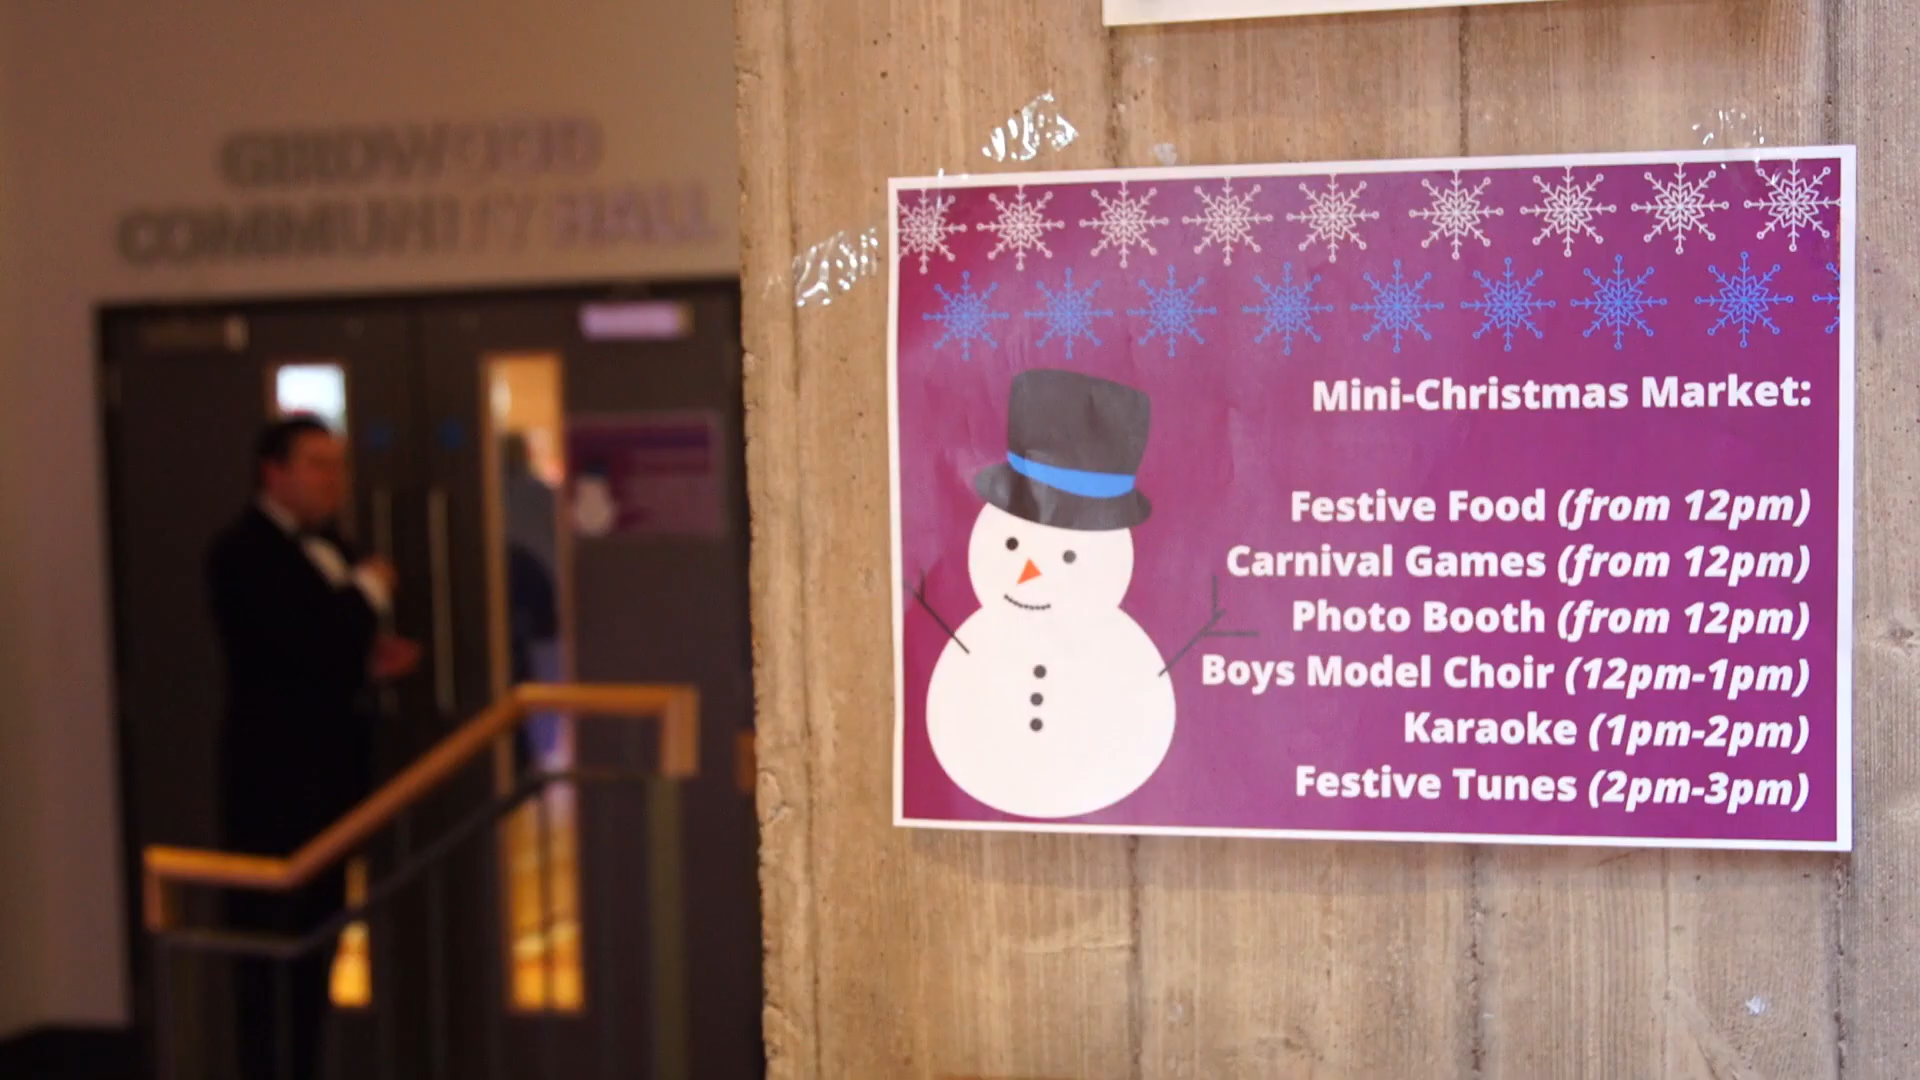 GIRDWOOD
COMMUNITY HALL
Mini-Christmas Market:
Festive Food (from 12pm)
Carnival Games (from 12pm)
Photo Booth (from 12pm)
Boys Model Choir (12pm-1pm)
Karaoke (1pm-2pm)
Festive Tunes (2pm-3pm)